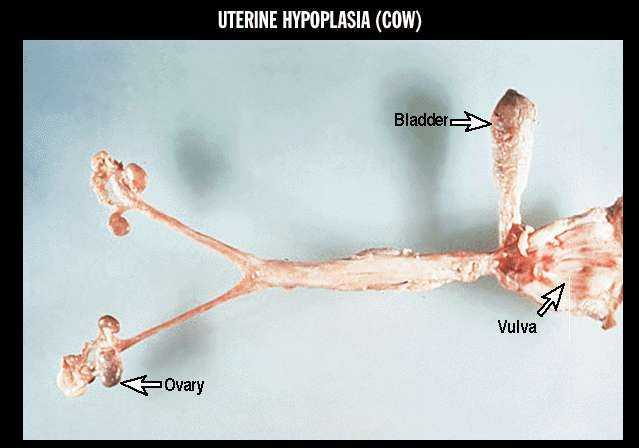 UTERINE HYPOPLASIA (COW)
Bladder
Vulva
Ovary